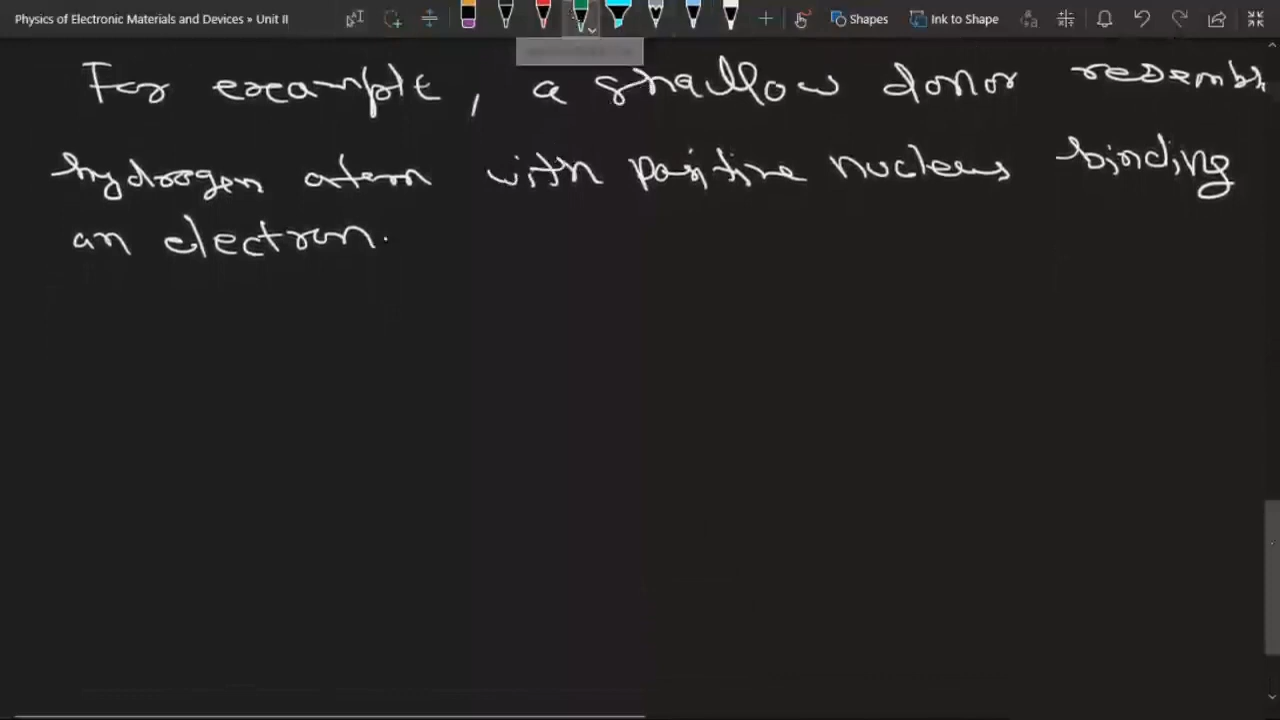 Physics of Electronic Materials and Devices » Unit II
Shapes
Ink to Shape
For example, a shallow donor resembl
hydrogen atom with positive nucleus binding
an electron.